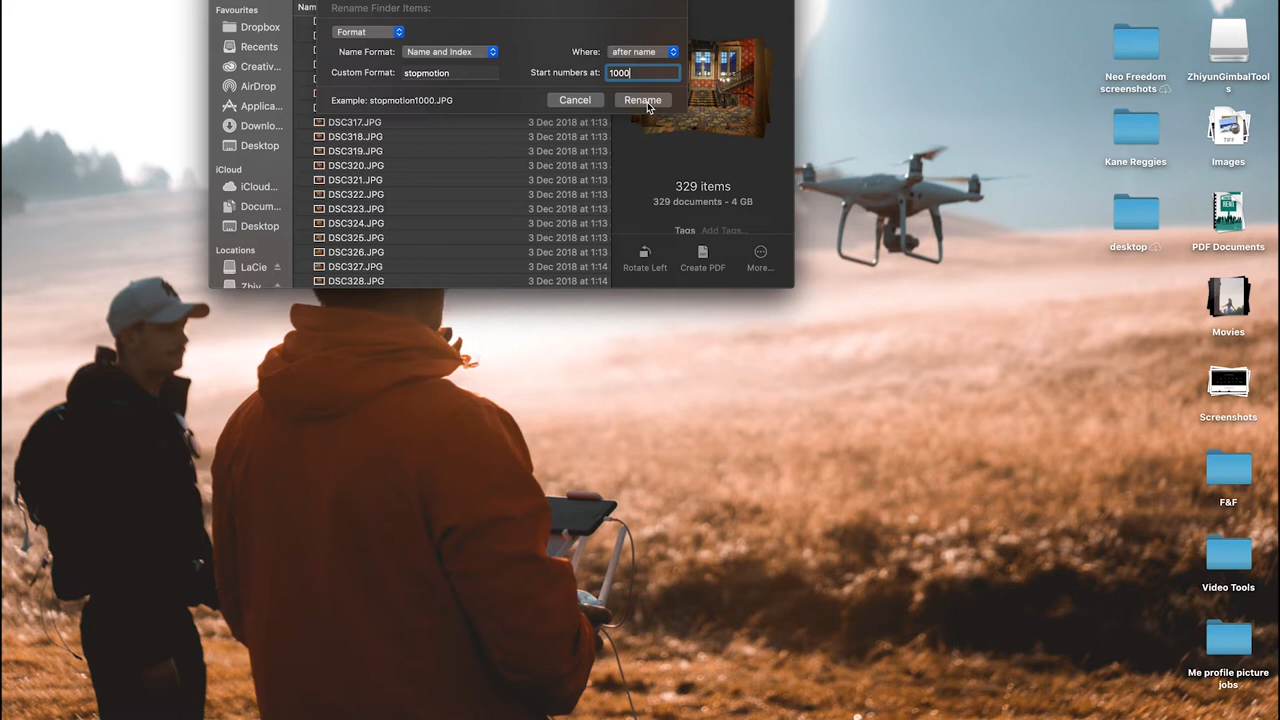 Favourites
Dropbox
Recents
Creativ...
AirDrop
Applica...
Downlo...
Desktop
iCloud
iCloud...
Docum...
Desktop
Locations
LaCie
Zhiy...
Nam
Rename Finder Items:
Format
Name Format: Name and Index Where: after name
Custom Format: stopmotion Start numbers at: 1000
Example: stopmotion1000.JPG Cancel Rename
DSC317.JPG 3 Dec 2018 at 1:13
DSC318.JPG 3 Dec 2018 at 1:13
DSC319.JPG 3 Dec 2018 at 1:13
DSC320.JPG 3 Dec 2018 at 1:13
DSC321.JPG 3 Dec 2018 at 1:13
DSC322.JPG 3 Dec 2018 at 1:13
DSC323.JPG 3 Dec 2018 at 1:13
DSC324.JPG 3 Dec 2018 at 1:13
DSC325.JPG 3 Dec 2018 at 1:13
DSC326.JPG 3 Dec 2018 at 1:13
DSC327.JPG 3 Dec 2018 at 1:14
DSC328.JPG 3 Dec 2018 at 1:14
329 items
329 documents - 4 GB
Tags Add Tags...
Rotate Left Create PDF More...
Neo Freedom
screenshots
ZhiyunGimbalTool
s
Kane Reggies
TIFF
Images
desktop
PDF Documents
Movies
Screenshots
F&F
Video Tools
Me profile picture
jobs